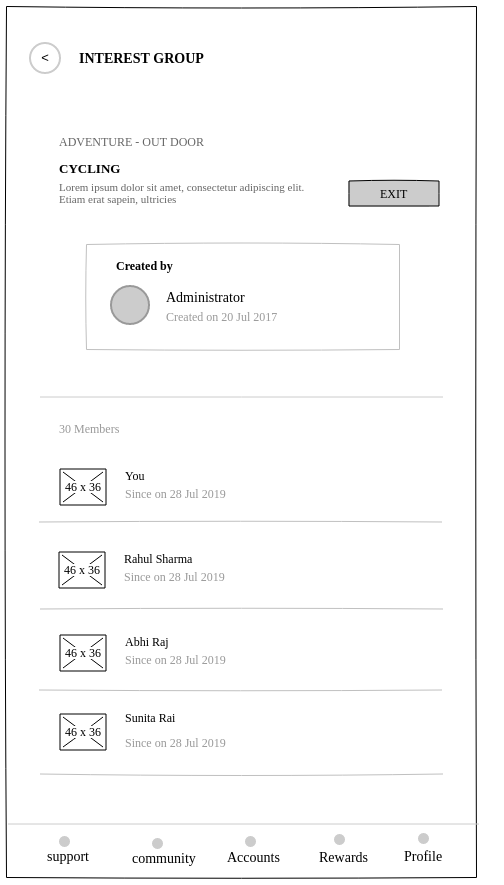 <
INTEREST GROUP
ADVENTURE - OUT DOOR
CYCLING
Lorem ipsum dolor sit amet, consectetur adipiscing elit.
Etiam erat sapein, ultricies
EXIT
Created by
Administrator
Created on 20 Jul 2017
30 Members
46 x 36
You
Since on 28 Jul 2019
46 x 36
Rahul Sharma
Since on 28 Jul 2019
46 x 36
Abhi Raj
Since on 28 Jul 2019
46 x 36
Sunita Rai
Since on 28 Jul 2019
support
community
Accounts
Rewards
Profile